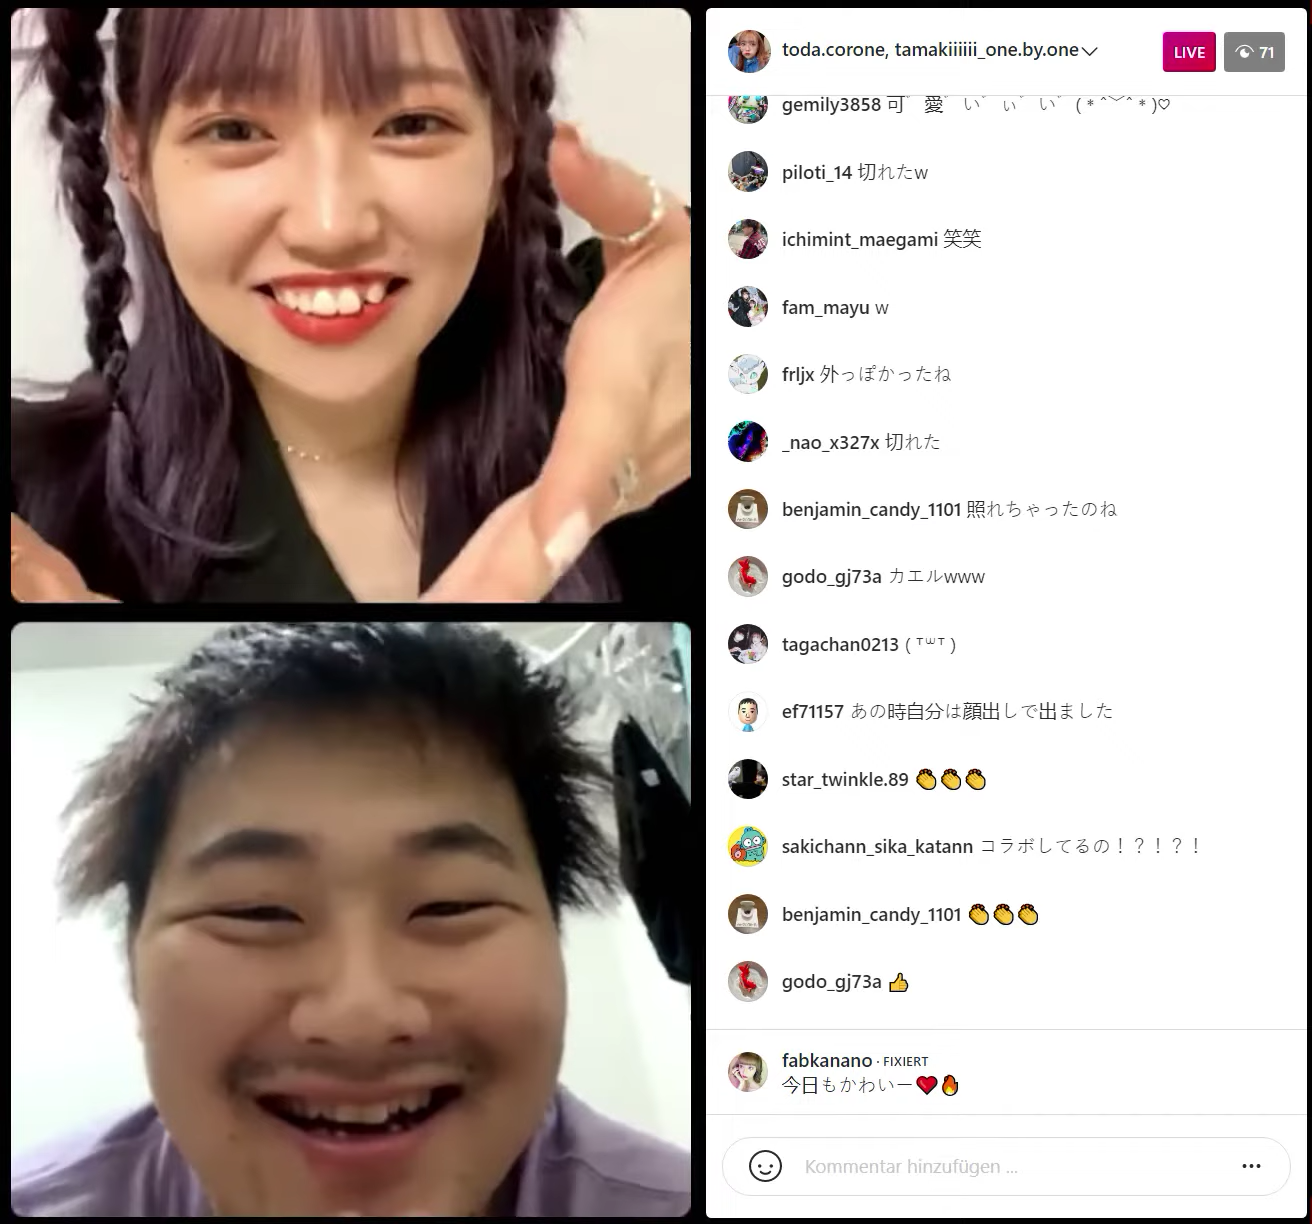 toda.corone, tamakiiiiii_one.by.one
LIVE
71
gemily3858 可゛愛゛い゛ぃ゛い゛(*^﹀^*)♡
piloti_14 切れたw
ichimint_maegami 笑笑
fam_mayu w
frljx 外っぽかったね
_nao_x327x 切れた
benjamin_candy_1101 照れちゃったのね
godo_gj73a カエルwww
tagachan0213 ( ᵀᵕᵀ )
ef71157 あの時自分は顔出しで出ました
star_twinkle.89 👏👏👏
sakichann_sika_katann コラボしてるの！？！？！
benjamin_candy_1101 👏👏👏
godo_gj73a 👍
fabkanano · FIXIERT
今日もかわいー❤️🔥
Kommentar hinzufügen ...